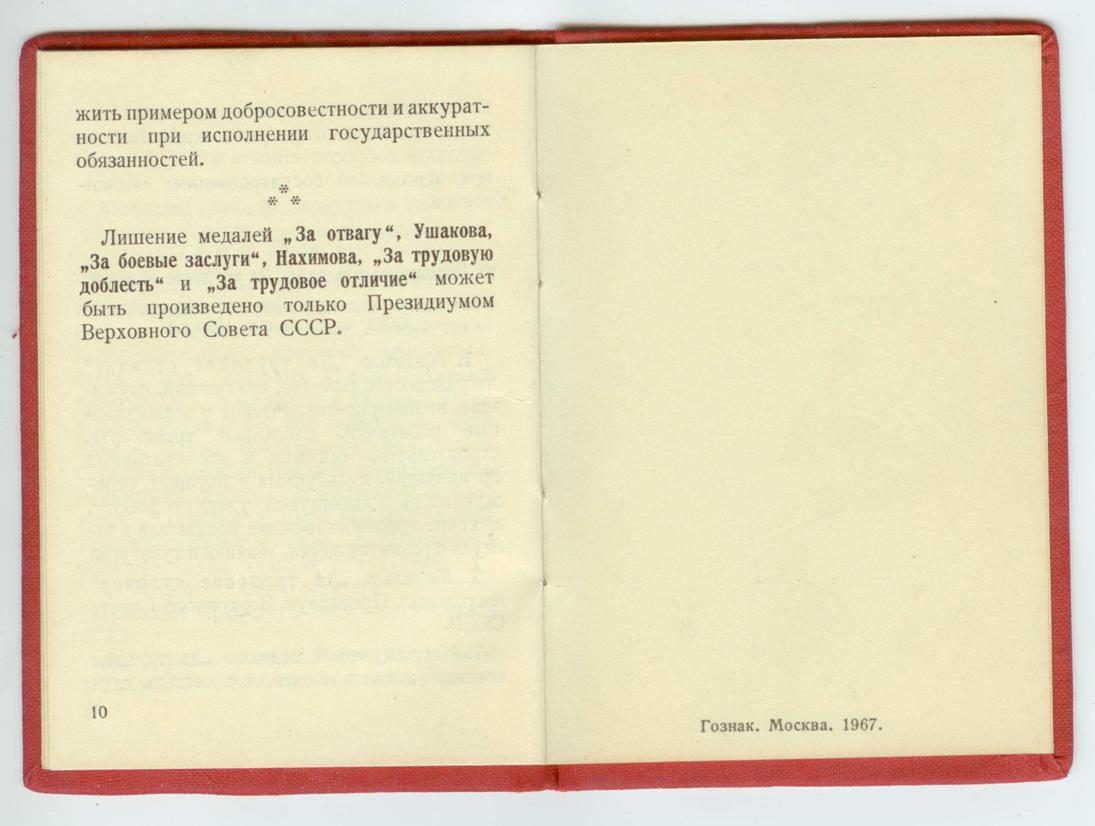 жить примером добросовестности и аккурат-
ности при исполнении государственных
обязанностей.
*
* *
Лишение медалей „За отвагу“, Ушакова,
„За боевые заслуги“, Нахимова, „За трудовую
доблесть“ и „За трудовое отличие“ может
быть произведено только Президиумом
Верховного Совета СССР.
10
Гознак. Москва. 1967.